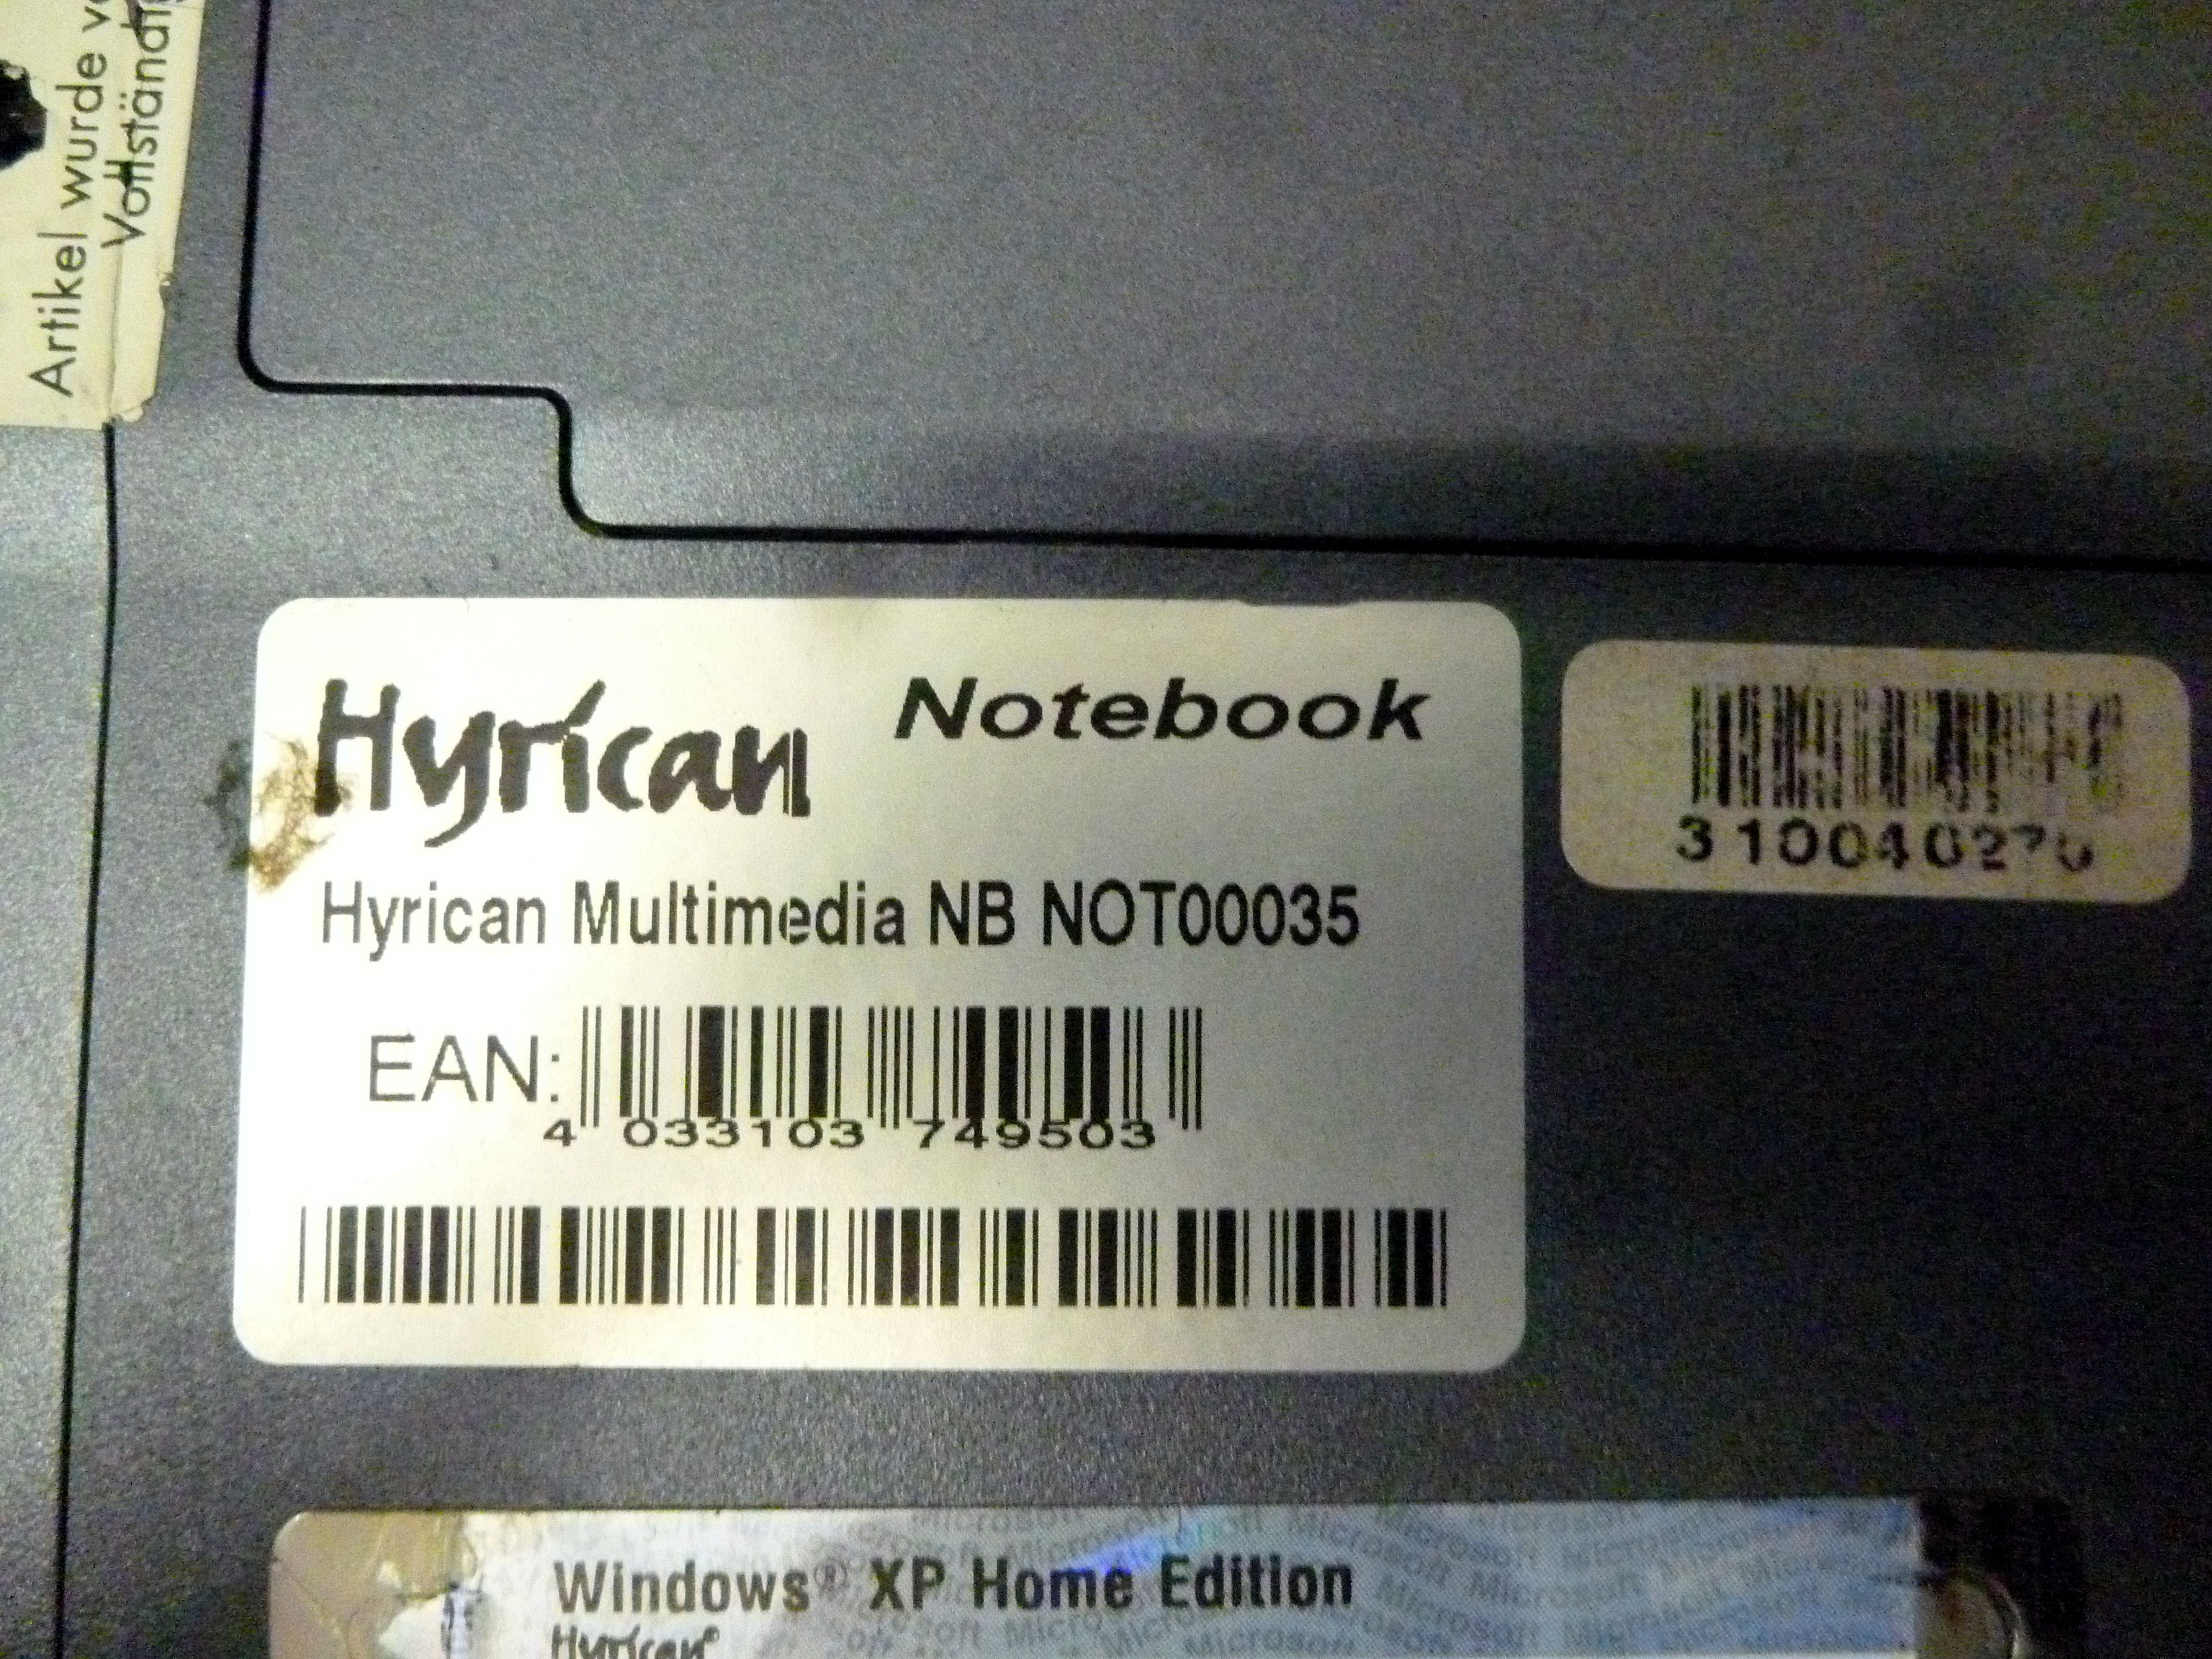 Artikel wurde
Hyrican Notebook
Hyrican Multimedia NB NOT00035
EAN:
4 033103 749503
Windows® XP Home Edition
Hyrican®